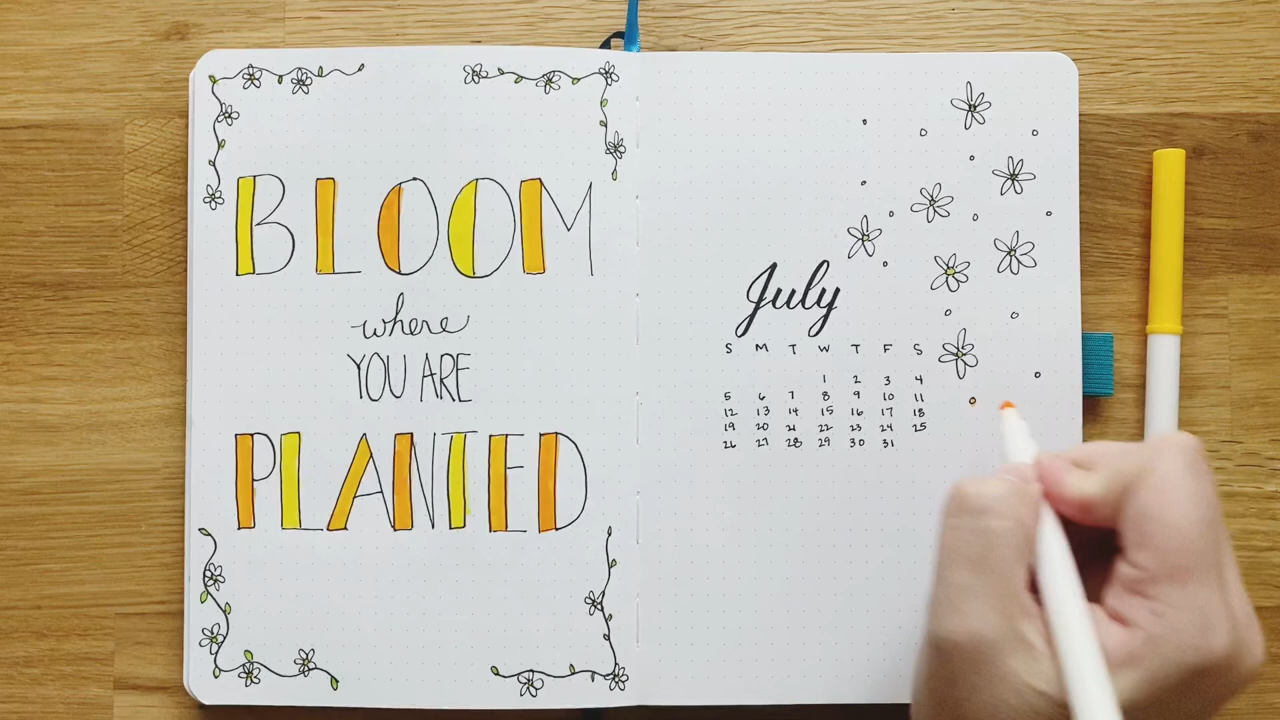 BLOOM
where
YOU ARE
PLANTED
July
S M T W T F S
1 2 3 4
5 6 7 8 9 10 11
12 13 14 15 16 17 18
19 20 21 22 23 24 25
26 27 28 29 30 31